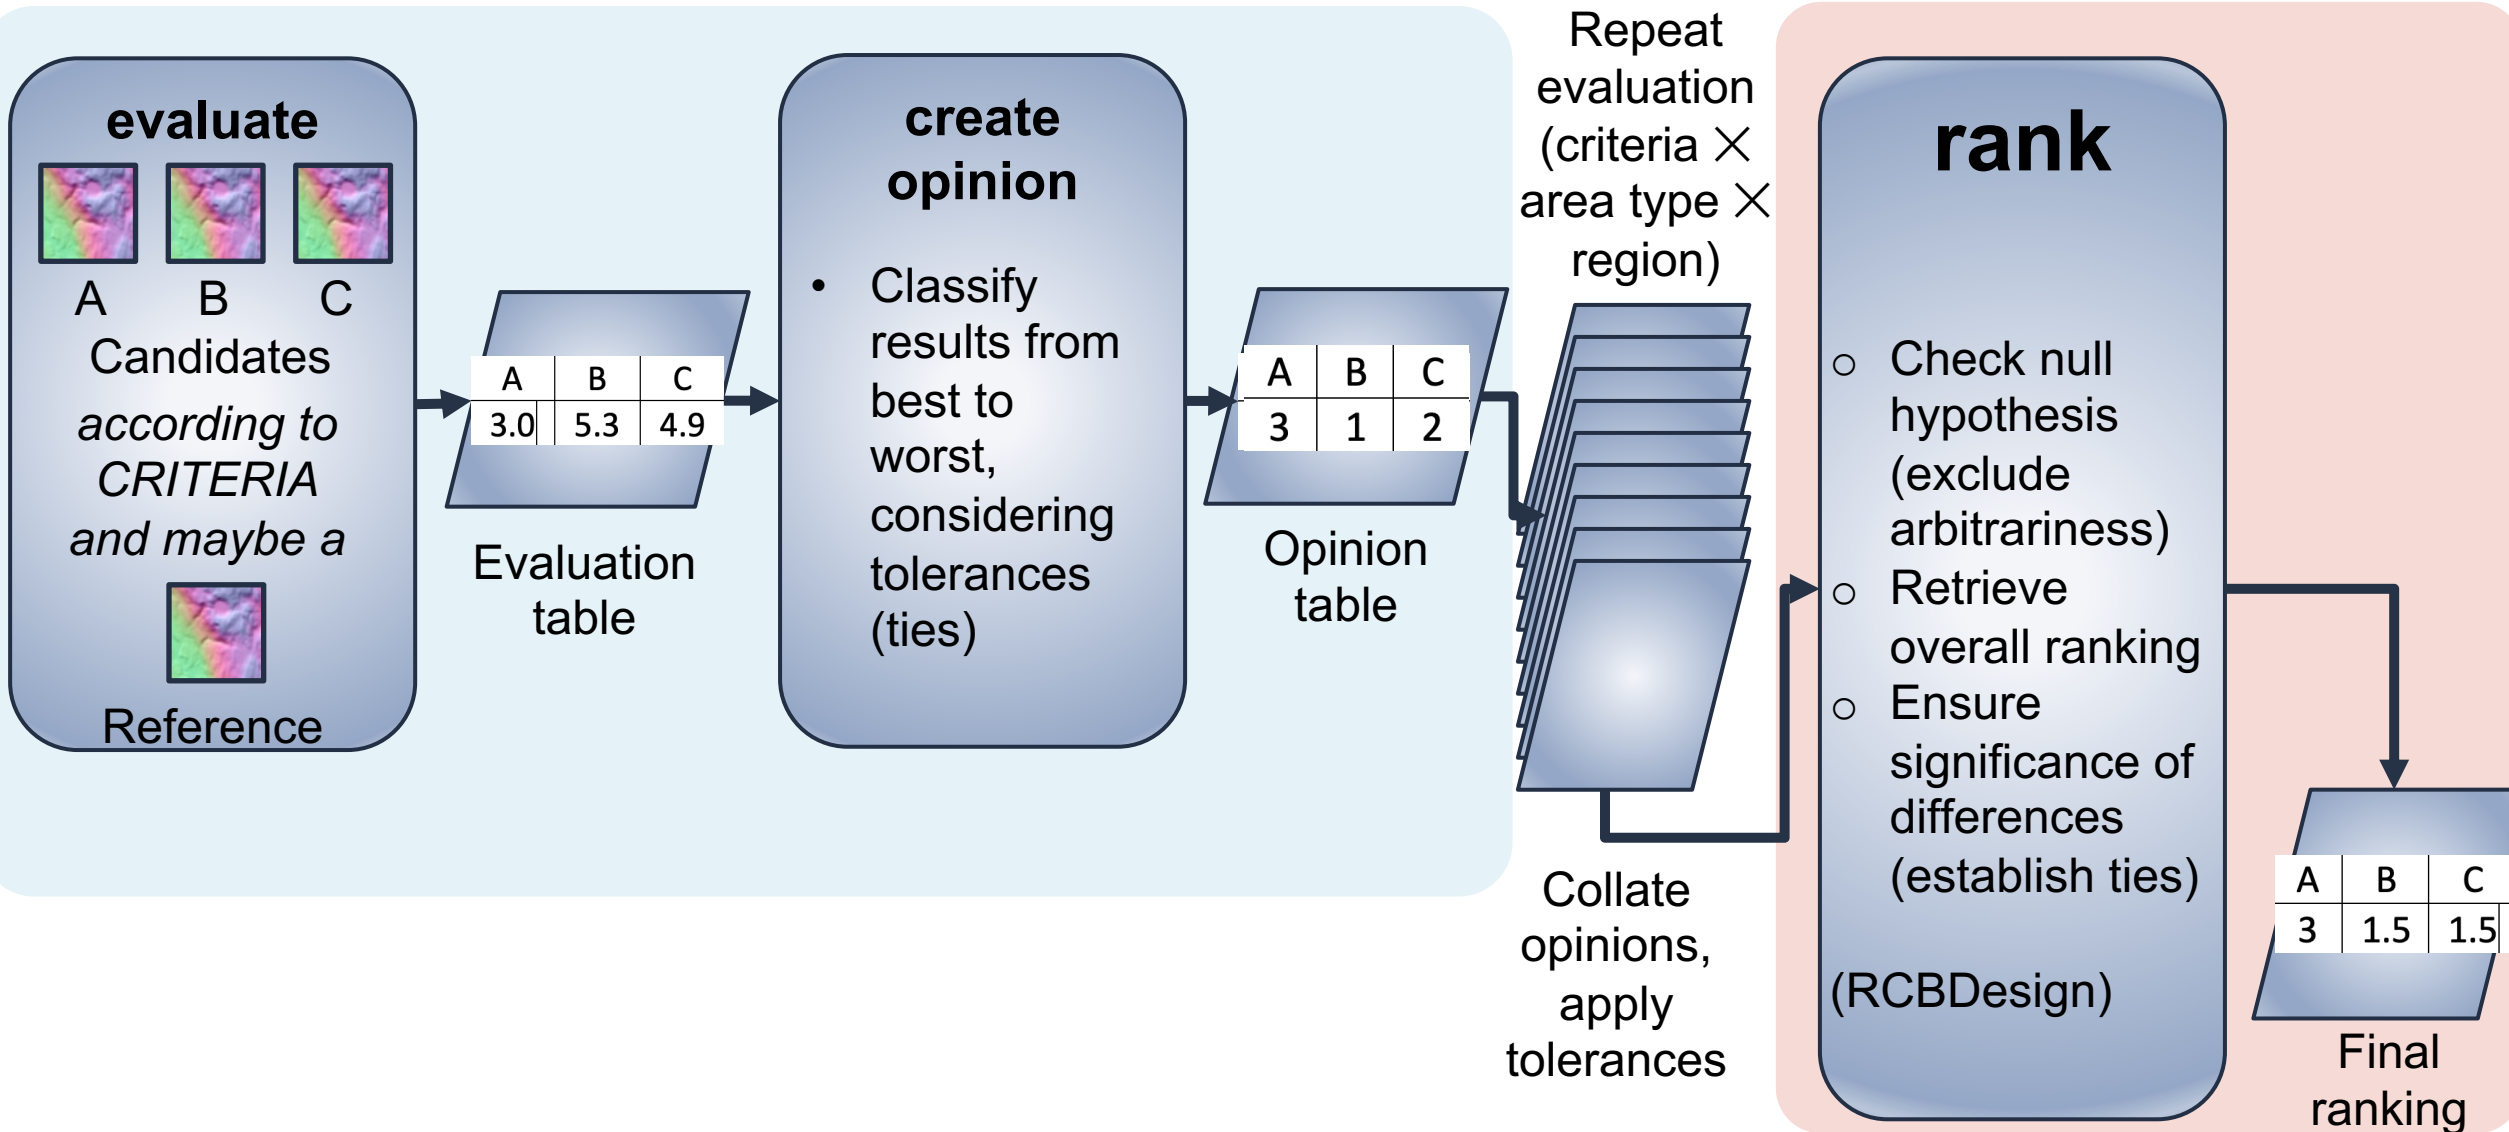 evaluate
A B C
Candidates
according to
CRITERIA
and maybe a
Reference
A B C
3.0 5.3 4.9
Evaluation
table
create
opinion
• Classify
results from
best to
worst,
considering
tolerances
(ties)
A B C
3 1 2
Opinion
table
Repeat
evaluation
(criteria ×
area type ×
region)
Collate
opinions,
apply
tolerances
rank
○ Check null
hypothesis
(exclude
arbitrariness)
○ Retrieve
overall ranking
○ Ensure
significance of
differences
(establish ties)
(RCBDesign)
A B C
3 1.5 1.5
Final
ranking